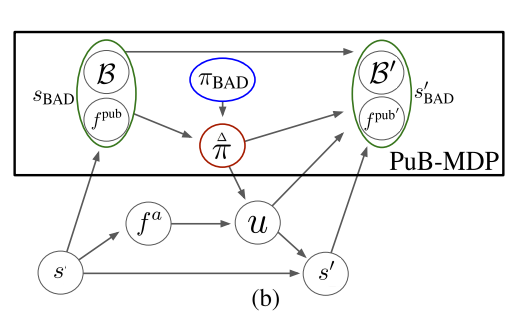 𝓑
f^pub
s_BAD
π_BAD
π̂
𝓑′
f^pub′
s′_BAD
PuB-MDP
f^a
u
s
s′
(b)